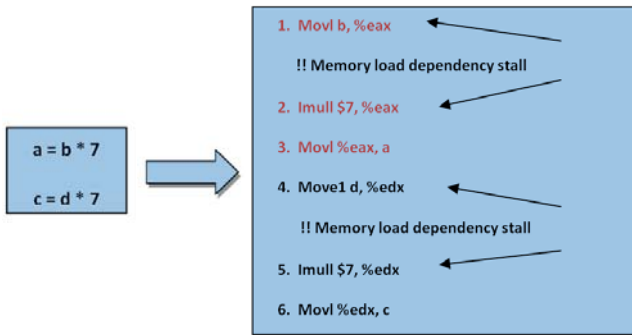 a = b * 7
c = d * 7
1. Movl b, %eax
!! Memory load dependency stall
2. Imull $7, %eax
3. Movl %eax, a
4. Move1 d, %edx
!! Memory load dependency stall
5. Imull $7, %edx
6. Movl %edx, c